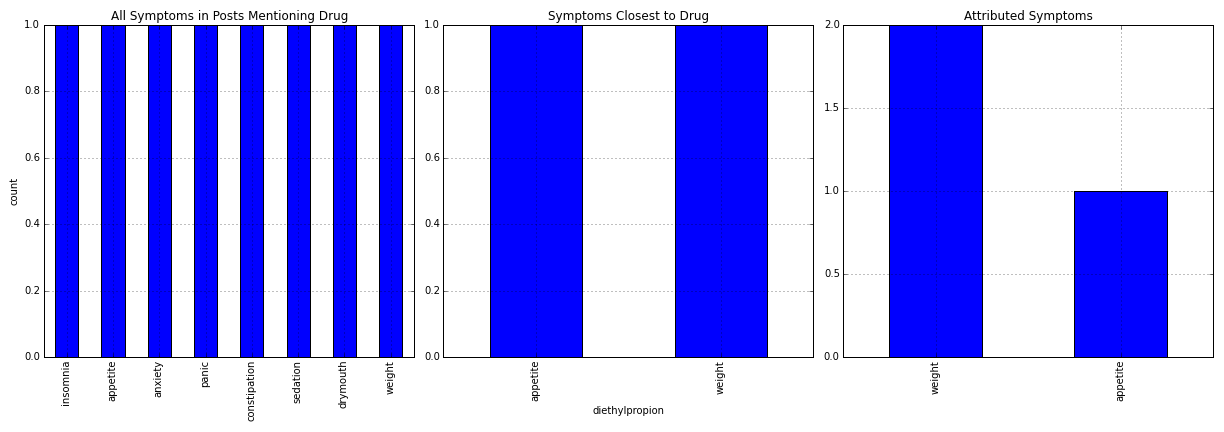 All Symptoms in Posts Mentioning Drug
count
1.0
0.8
0.6
0.4
0.2
0.0
insomnia
appetite
anxiety
panic
constipation
sedation
drymouth
weight
Symptoms Closest to Drug
1.0
0.8
0.6
0.4
0.2
0.0
appetite
weight
diethylpropion
Attributed Symptoms
2.0
1.5
1.0
0.5
0.0
weight
appetite